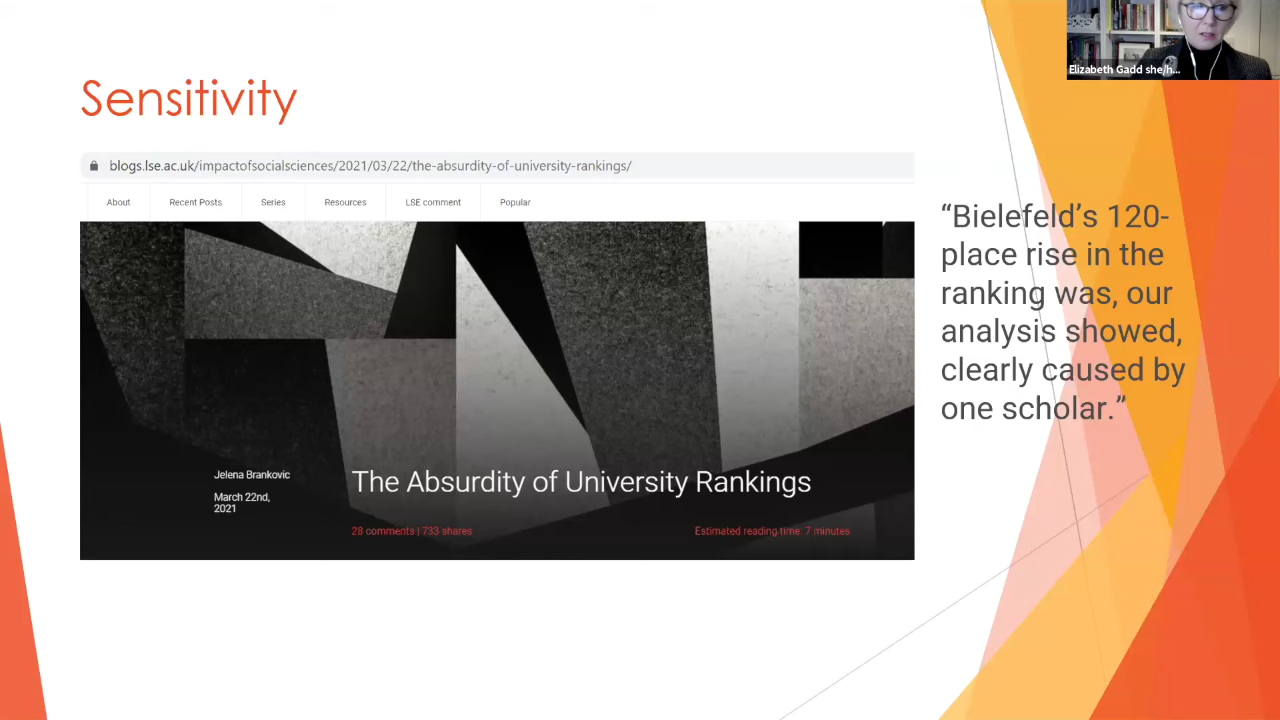 Elizabeth Gadd she/h...
Sensitivity
blogs.lse.ac.uk/impactofsocialsciences/2021/03/22/the-absurdity-of-university-rankings/
About Recent Posts Series Resources LSE comment Popular
“Bielefeld’s 120-
place rise in the
ranking was, our
analysis showed,
clearly caused by
one scholar.”
Jelena Brankovic
March 22nd,
2021
The Absurdity of University Rankings
28 comments | 733 shares
Estimated reading time: 7 minutes